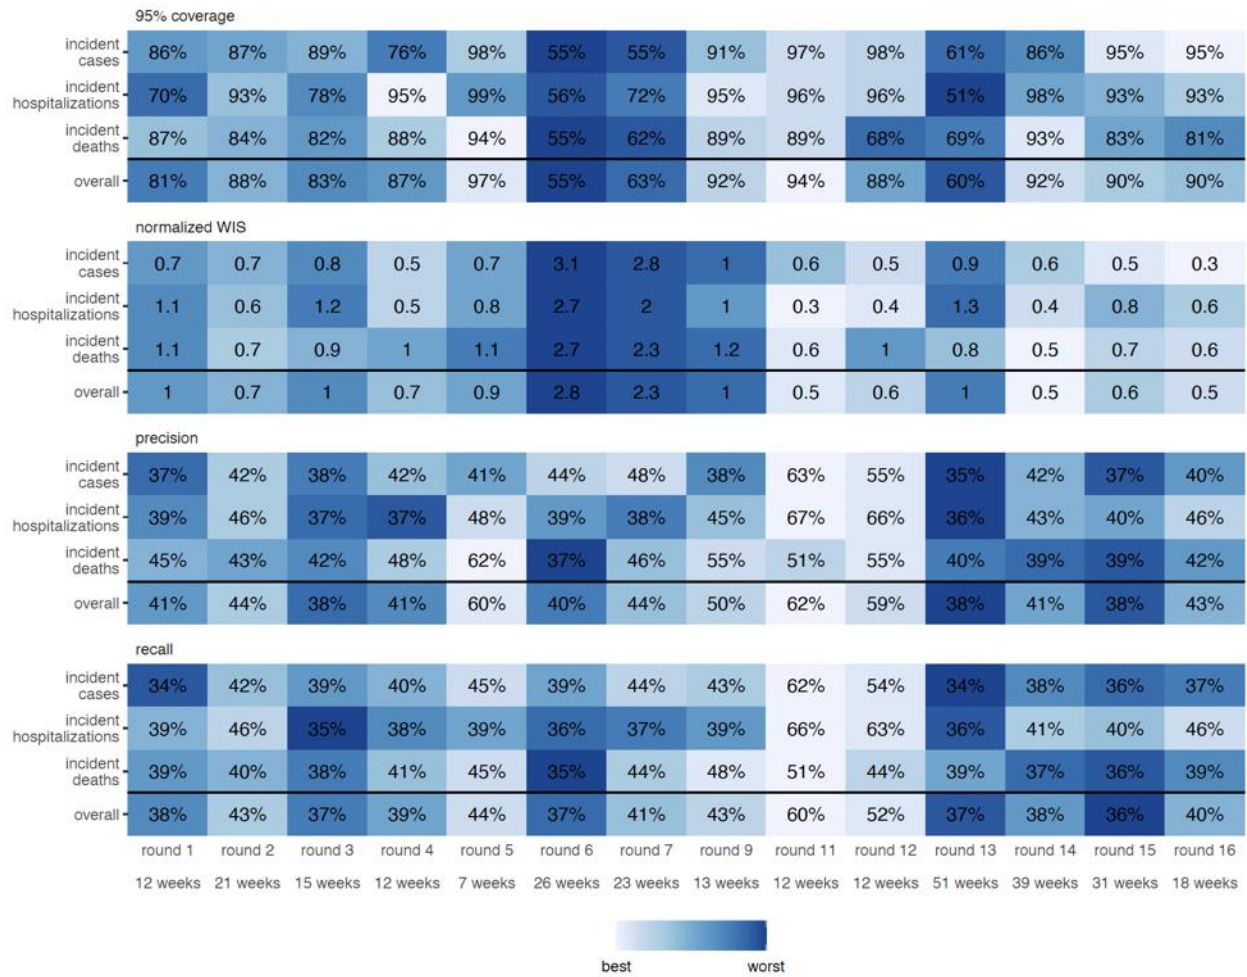 95% coverage
incident
cases 86% 87% 89% 76% 98% 55% 55% 91% 97% 98% 61% 86% 95% 95%
incident
hospitalizations 70% 93% 78% 95% 99% 56% 72% 95% 96% 96% 51% 98% 93% 93%
incident
deaths 87% 84% 82% 88% 94% 55% 62% 89% 89% 68% 69% 93% 83% 81%
overall 81% 88% 83% 87% 97% 55% 63% 92% 94% 88% 60% 92% 90% 90%
normalized WIS
incident
cases 0.7 0.7 0.8 0.5 0.7 3.1 2.8 1 0.6 0.5 0.9 0.6 0.5 0.3
incident
hospitalizations 1.1 0.6 1.2 0.5 0.8 2.7 2 1 0.3 0.4 1.3 0.4 0.8 0.6
incident
deaths 1.1 0.7 0.9 1 1.1 2.7 2.3 1.2 0.6 1 0.8 0.5 0.7 0.6
overall 1 0.7 1 0.7 0.9 2.8 2.3 1 0.5 0.6 1 0.5 0.6 0.5
precision
incident
cases 37% 42% 38% 42% 41% 44% 48% 38% 63% 55% 35% 42% 37% 40%
incident
hospitalizations 39% 46% 37% 37% 48% 39% 38% 45% 67% 66% 36% 43% 40% 46%
incident
deaths 45% 43% 42% 48% 62% 37% 46% 55% 51% 55% 40% 39% 39% 42%
overall 41% 44% 38% 41% 60% 40% 44% 50% 62% 59% 38% 41% 38% 43%
recall
incident
cases 34% 42% 39% 40% 45% 39% 44% 43% 62% 54% 34% 38% 36% 37%
incident
hospitalizations 39% 46% 35% 38% 39% 36% 37% 39% 66% 63% 36% 41% 40% 46%
incident
deaths 39% 40% 38% 41% 45% 35% 44% 48% 51% 44% 39% 37% 36% 39%
overall 38% 43% 37% 39% 44% 37% 41% 43% 60% 52% 37% 38% 36% 40%
round 1 round 2 round 3 round 4 round 5 round 6 round 7 round 9 round 11 round 12 round 13 round 14 round 15 round 16
12 weeks 21 weeks 15 weeks 12 weeks 7 weeks 26 weeks 23 weeks 13 weeks 12 weeks 12 weeks 51 weeks 39 weeks 31 weeks 18 weeks
best worst